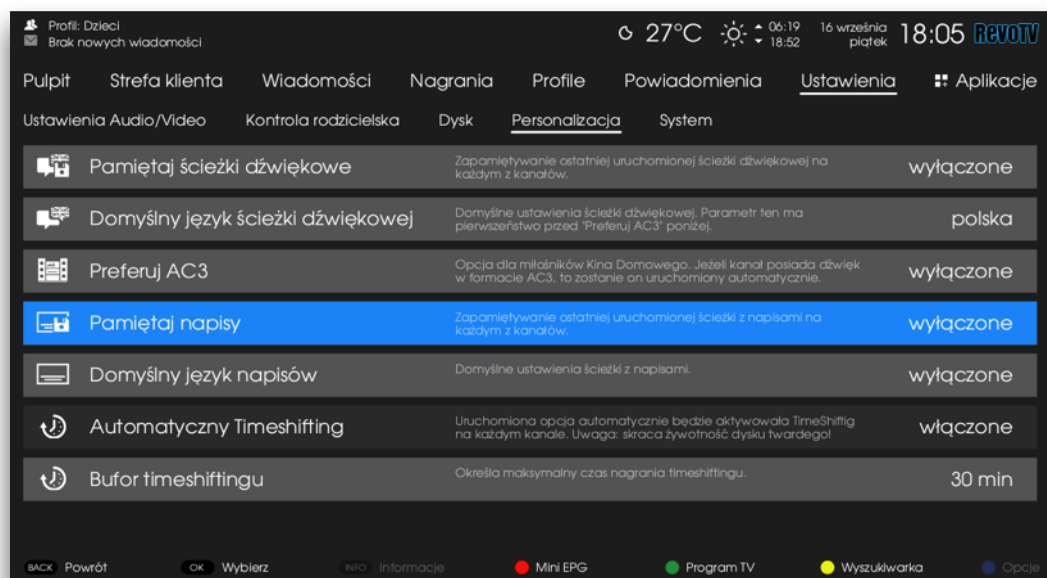 Profil: Dzieci
Brak nowych wiadomości
27°C
06:19
18:52
16 września
piątek
18:05
REVOTV
Pulpit Strefa klienta Wiadomości Nagrania Profile Powiadomienia Ustawienia Aplikacje
Ustawienia Audio/Video Kontrola rodzicielska Dysk Personalizacja System
Pamiętaj ścieżki dźwiękowe
Zapamiętywanie ostatniej uruchomionej ścieżki dźwiękowej na
każdym z kanałów.
wyłączone
Domyślny język ścieżki dźwiękowej
Domyślne ustawienia ścieżki dźwiękowej. Parametr ten ma
pierwszeństwo przed "Preferuj AC3" poniżej.
polska
Preferuj AC3
Opcja dla miłośników Kina Domowego. Jeżeli kanał posiada dźwięk
w formacie AC3, to zostanie on uruchomiony automatycznie.
wyłączone
Pamiętaj napisy
Zapamiętywanie ostatniej uruchomionej ścieżki z napisami na
każdym z kanałów.
wyłączone
Domyślny język napisów
Domyślne ustawienia ścieżki z napisami.
wyłączone
Automatyczny Timeshifting
Uruchomiona opcja automatycznie będzie aktywowała TimeShiftig
na każdym kanale. Uwaga: skraca żywotność dysku twardego!
włączone
Bufor timeshiftingu
Określa maksymalny czas nagrania timeshiftingu.
30 min
BACK Powrót OK Wybierz INFO Informacje Mini EPG Program TV Wyszukiwarka Opcje